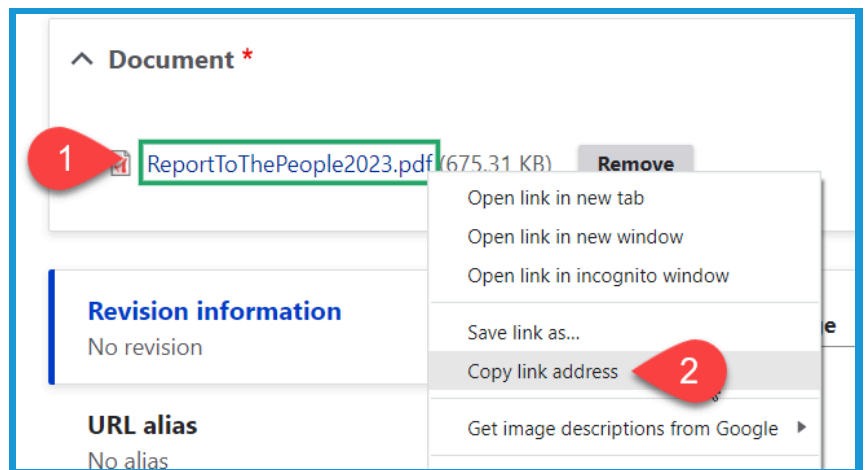 Document *
1
ReportToThePeople2023.pdf (675.31 KB) Remove
Open link in new tab
Open link in new window
Open link in incognito window
Revision information
No revision
Save link as...
Copy link address
2
URL alias
No alias
Get image descriptions from Google